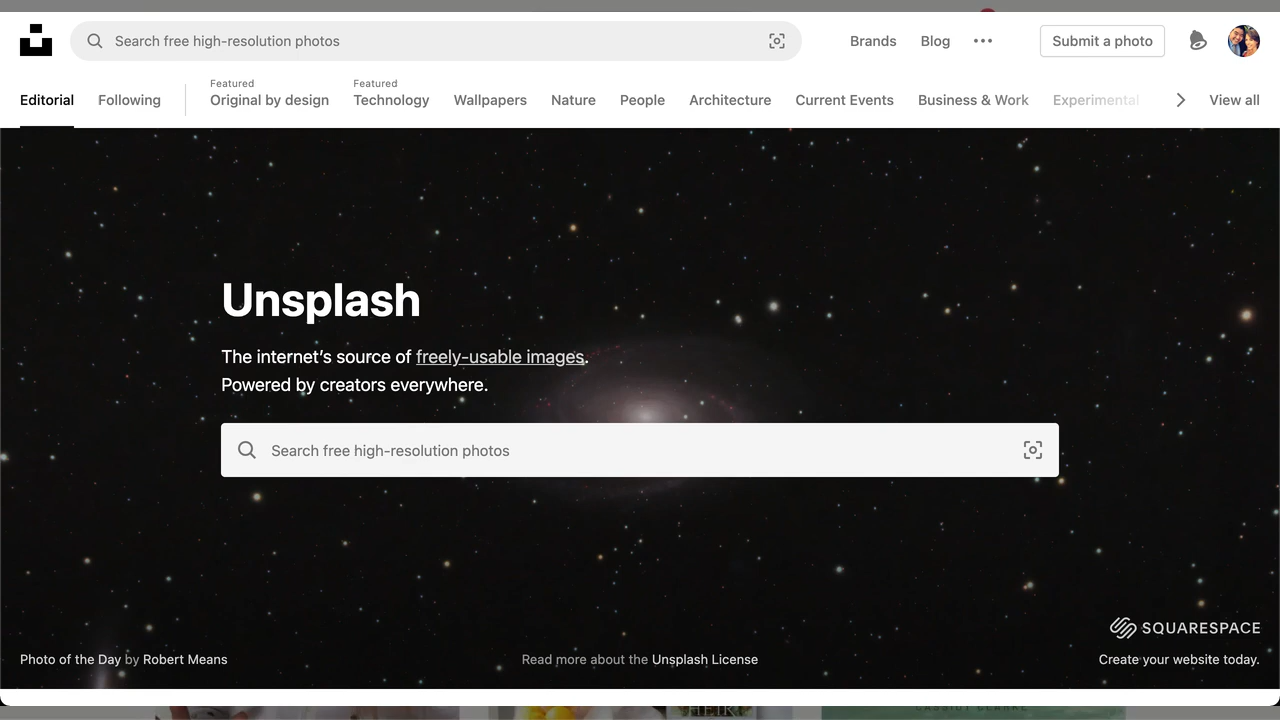 Search free high-resolution photos
Brands
Blog
Submit a photo
Editorial
Following
Featured
Original by design
Featured
Technology
Wallpapers
Nature
People
Architecture
Current Events
Business & Work
Experimental
View all
Unsplash
The internet's source of freely-usable images.
Powered by creators everywhere.
Search free high-resolution photos
SQUARESPACE
Photo of the Day by Robert Means
Read more about the Unsplash License
Create your website today.
HEIR
CASSIDY CLARKE